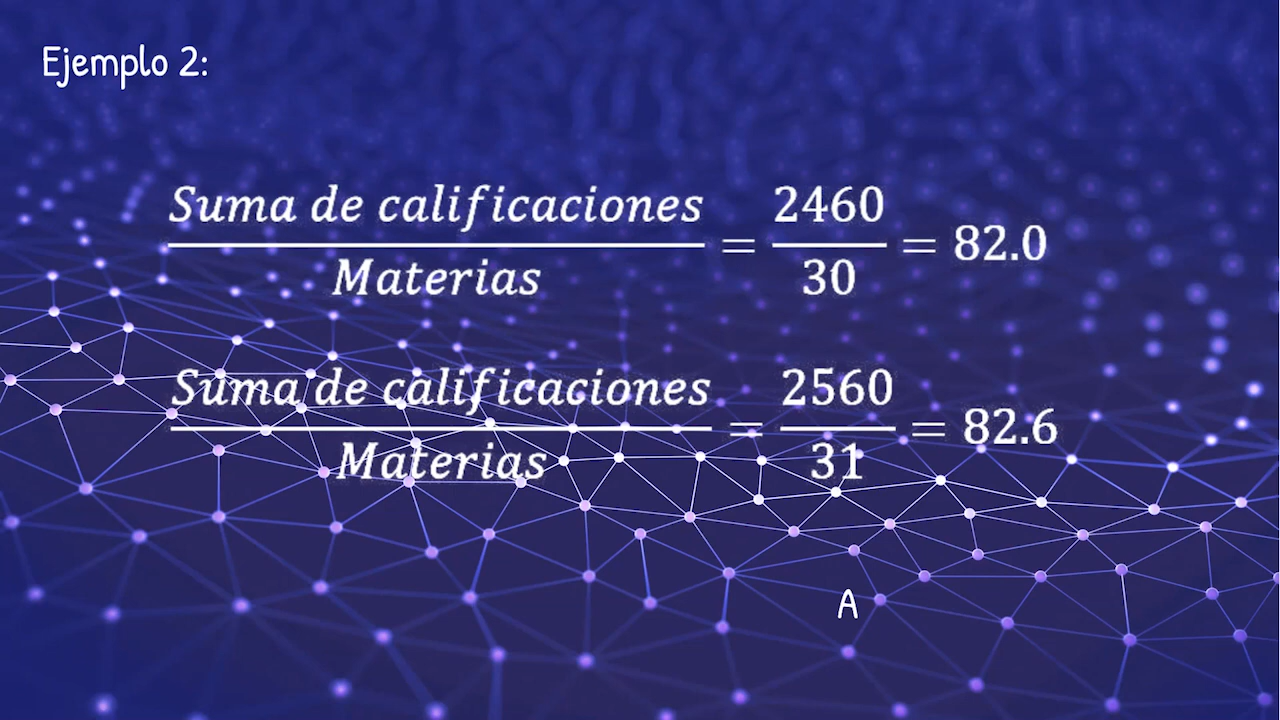 Ejemplo 2:
Suma de calificaciones / Materias = 2460 / 30 = 82.0
Suma de calificaciones / Materias = 2560 / 31 = 82.6
A